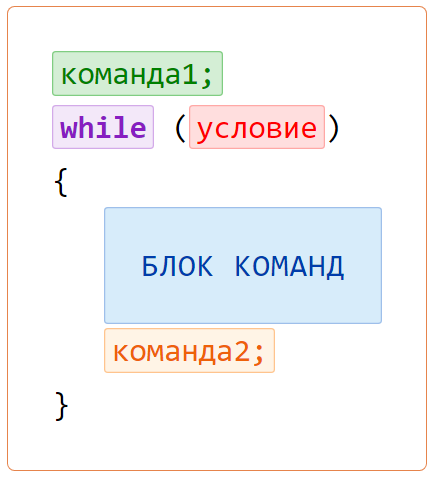 команда1;
while (условие)
{
БЛОК КОМАНД
команда2;
}